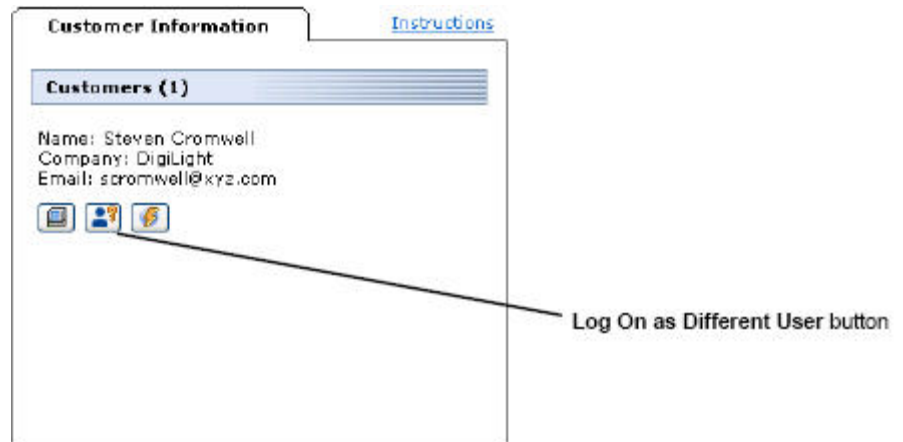 Customer Information
Instructions
Customers (1)
Name: Steven Cromwell
Company: DigiLight
Email: scromwell@xyz.com
Log On as Different User button